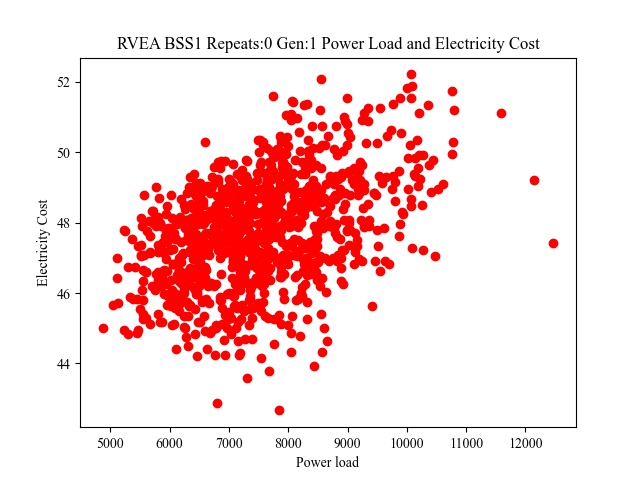 RVEA BSS1 Repeats:0 Gen:1 Power Load and Electricity Cost
52
50
48
46
44
Electricity Cost
5000 6000 7000 8000 9000 10000 11000 12000
Power load